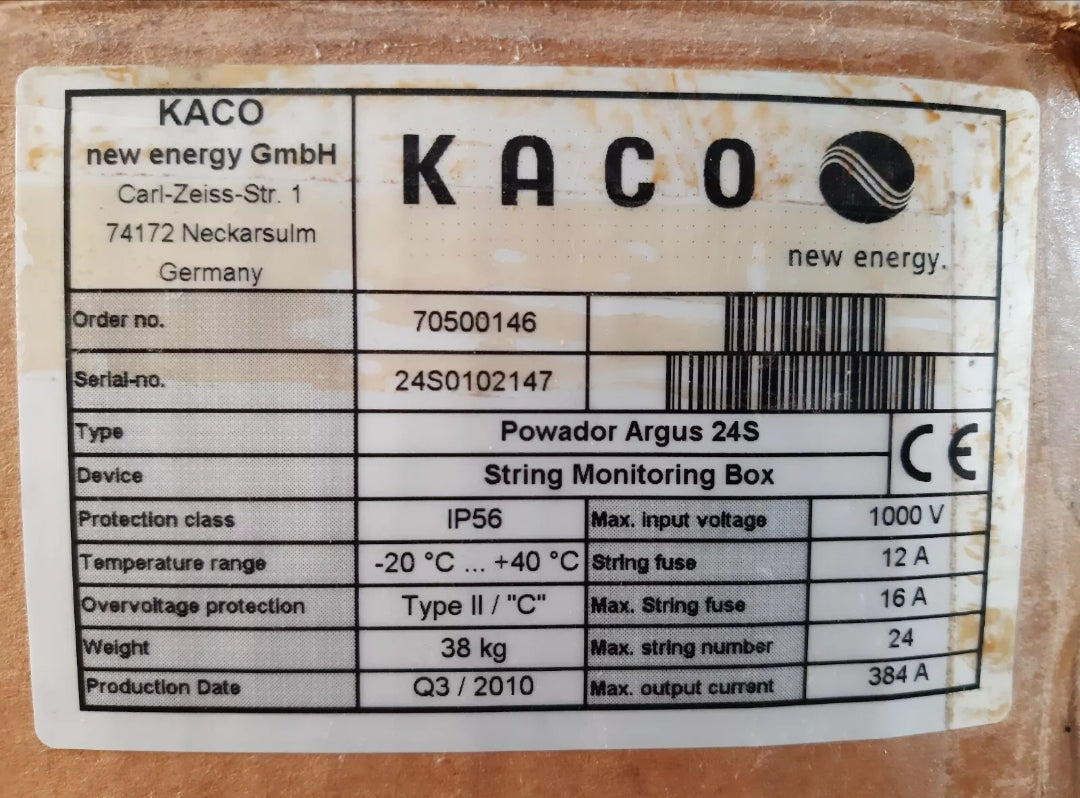 KACO
new energy GmbH
Carl-Zeiss-Str. 1
74172 Neckarsulm
Germany
KACO
new energy.
Order no. 70500146
Serial-no. 24S0102147
Type Powador Argus 24S
CE
Device String Monitoring Box
Protection class IP56 Max. input voltage 1000 V
Temperature range -20 °C ... +40 °C String fuse 12 A
Overvoltage protection Type II / "C" Max. String fuse 16 A
Weight 38 kg Max. string number 24
Production Date Q3 / 2010 Max. output current 384 A